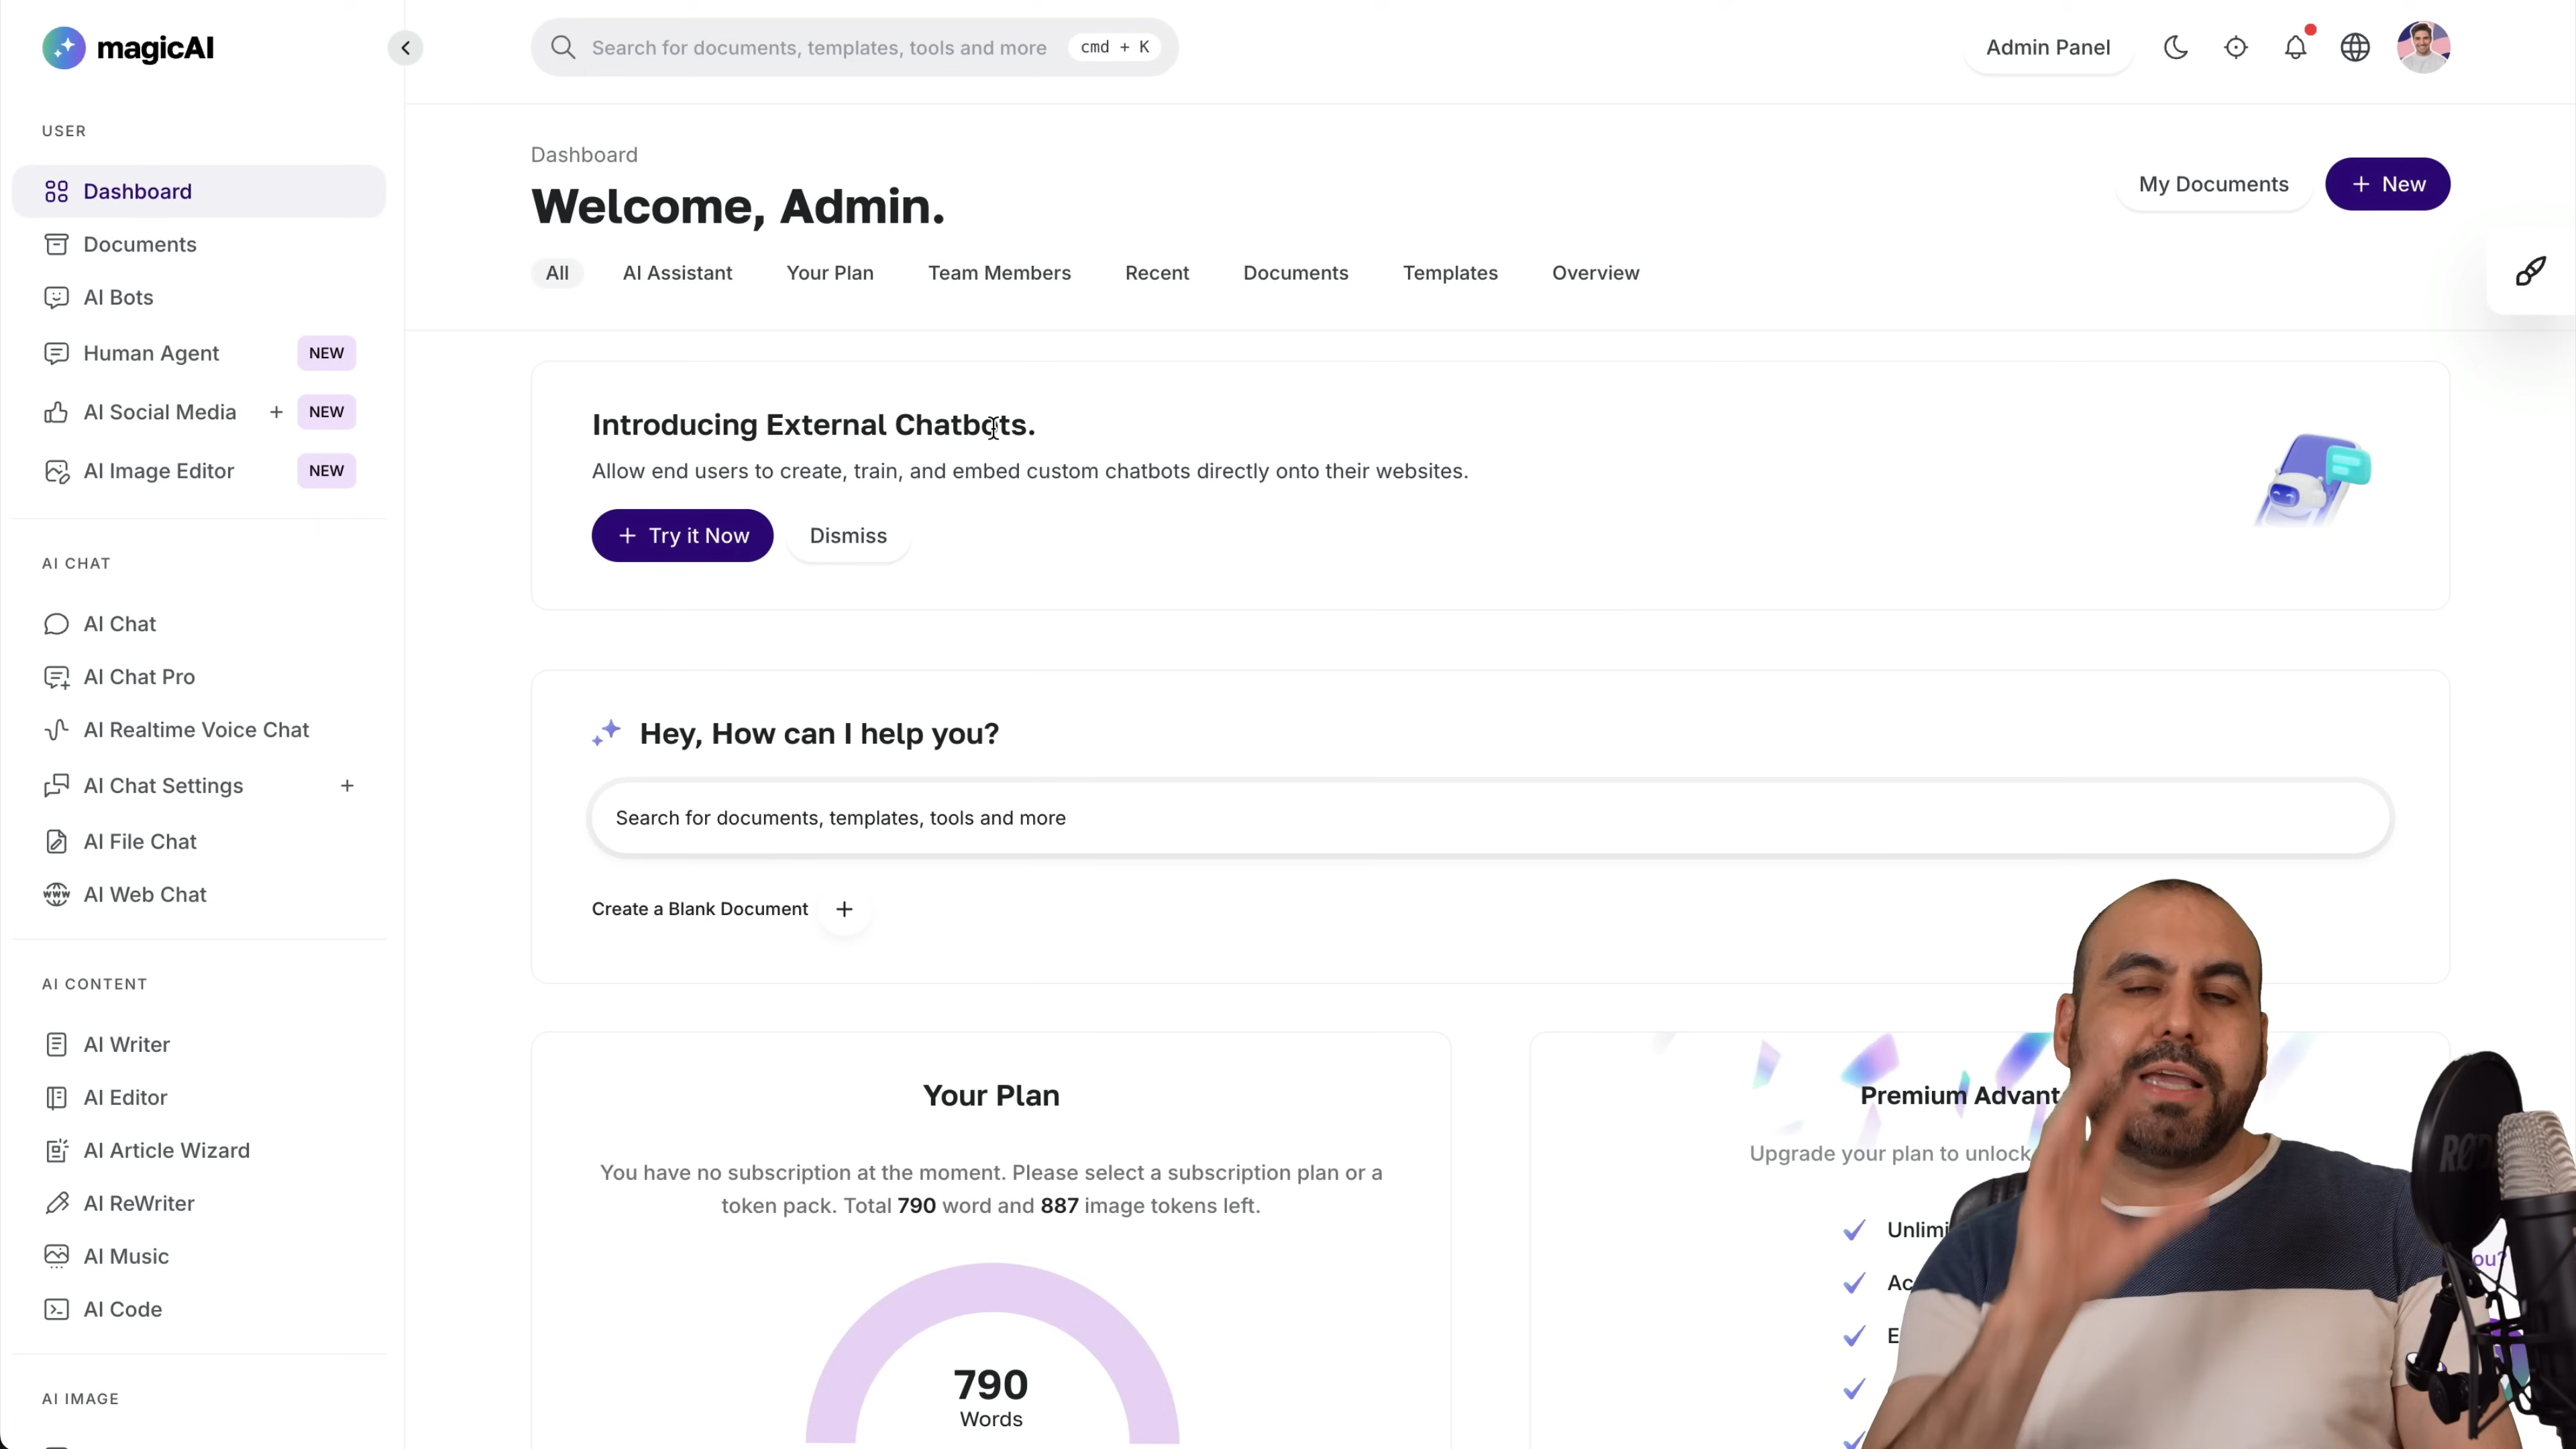 magicAI
Search for documents, templates, tools and more
cmd + K
Admin Panel
USER
Dashboard
Documents
AI Bots
Human Agent
NEW
AI Social Media
+
NEW
AI Image Editor
NEW
AI CHAT
AI Chat
AI Chat Pro
AI Realtime Voice Chat
AI Chat Settings
+
AI File Chat
AI Web Chat
AI CONTENT
AI Writer
AI Editor
AI Article Wizard
AI ReWriter
AI Music
AI Code
AI IMAGE
Dashboard
Welcome, Admin.
My Documents
+ New
All
AI Assistant
Your Plan
Team Members
Recent
Documents
Templates
Overview
Introducing External Chatbots.
Allow end users to create, train, and embed custom chatbots directly onto their websites.
+ Try it Now
Dismiss
Hey, How can I help you?
Search for documents, templates, tools and more
Create a Blank Document +
Your Plan
You have no subscription at the moment. Please select a subscription plan or a
token pack. Total 790 word and 887 image tokens left.
790
Words
Premium Advant
Upgrade your plan to unlock
Unlimi
Ac
E
ou?